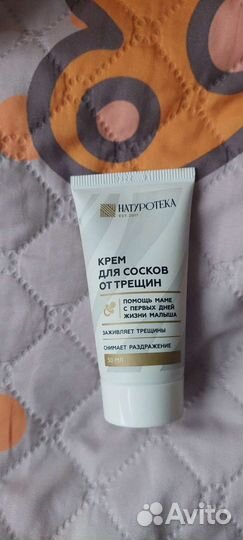 НАТУРОТЕКА
EST. 2017
КРЕМ
ДЛЯ СОСКОВ
ОТ ТРЕЩИН
ПОМОЩЬ МАМЕ
С ПЕРВЫХ ДНЕЙ
ЖИЗНИ МАЛЫША
ЗАЖИВЛЯЕТ ТРЕЩИНЫ
СНИМАЕТ РАЗДРАЖЕНИЕ
50 МЛ
Avito